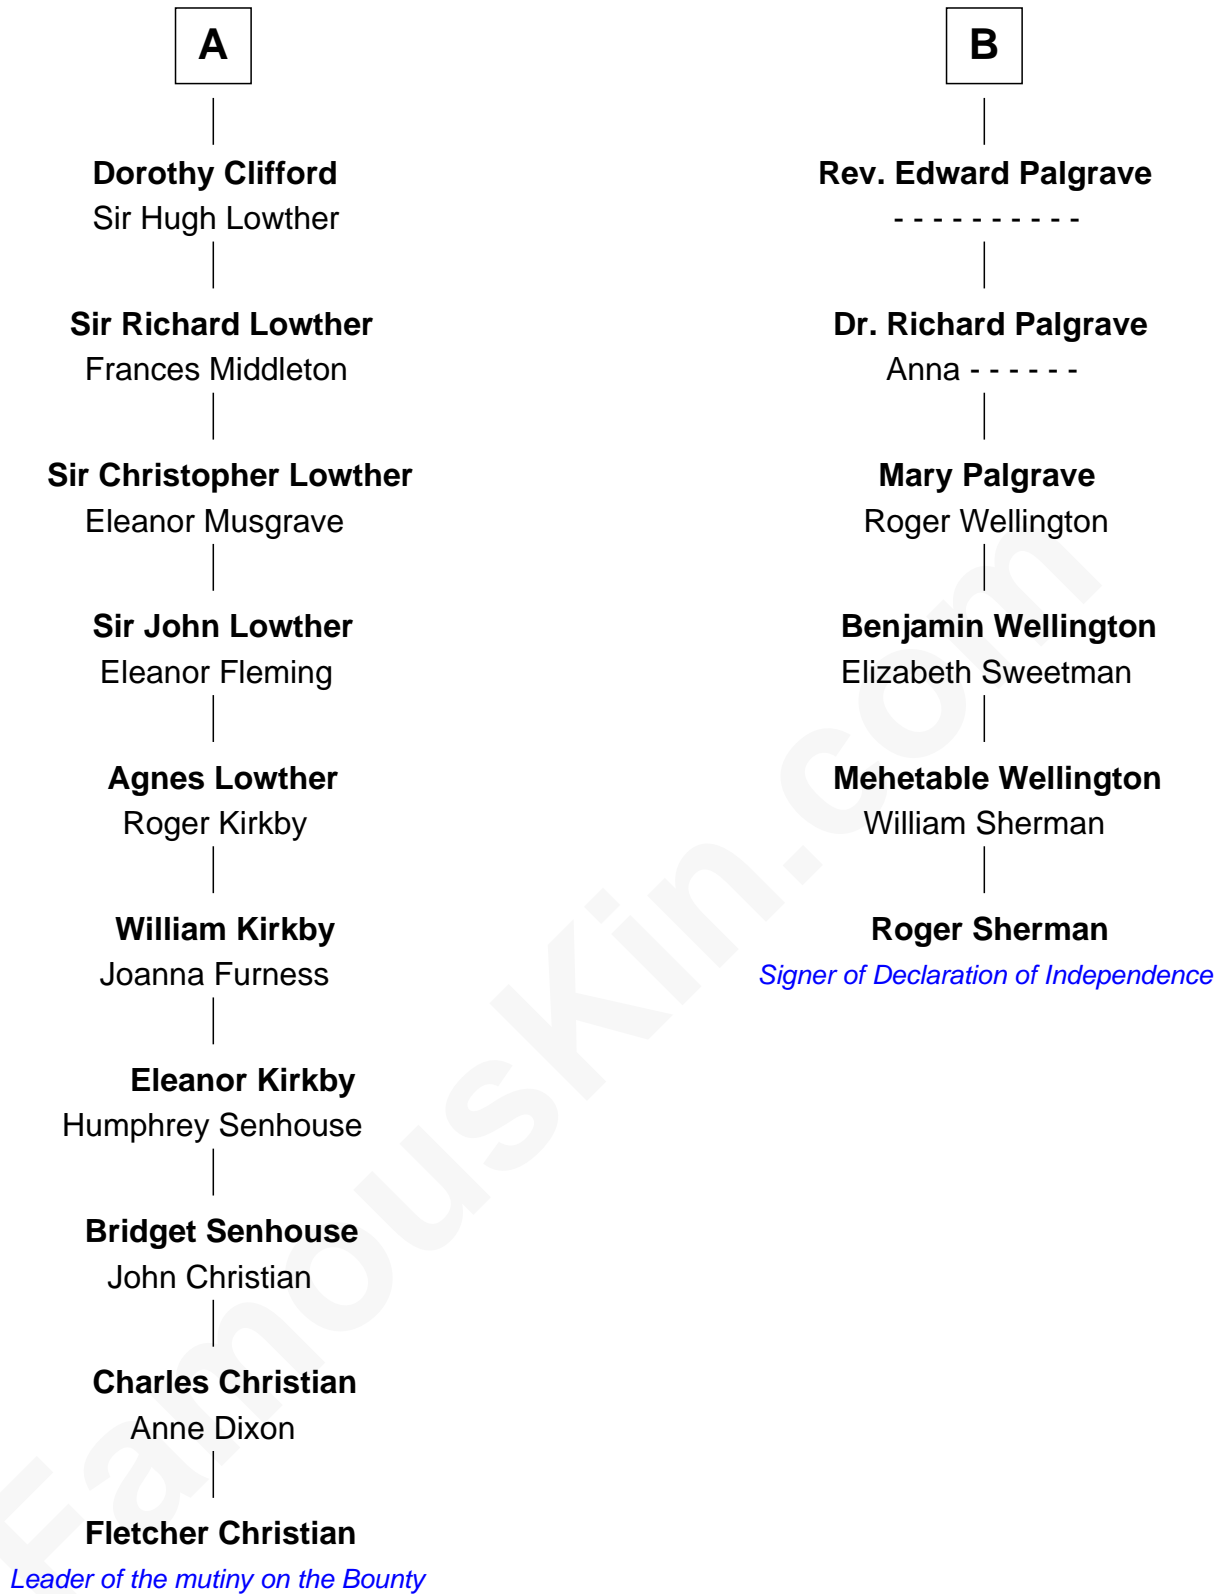 A
Dorothy Clifford
Sir Hugh Lowther
Sir Richard Lowther
Frances Middleton
Sir Christopher Lowther
Eleanor Musgrave
Sir John Lowther
Eleanor Fleming
Agnes Lowther
Roger Kirkby
William Kirkby
Joanna Furness
Eleanor Kirkby
Humphrey Senhouse
Bridget Senhouse
John Christian
Charles Christian
Anne Dixon
Fletcher Christian
Leader of the mutiny on the Bounty
B
Rev. Edward Palgrave
- - - - - - - - - -
Dr. Richard Palgrave
Anna - - - - - -
Mary Palgrave
Roger Wellington
Benjamin Wellington
Elizabeth Sweetman
Mehetable Wellington
William Sherman
Roger Sherman
Signer of Declaration of Independence
FamousKin.com